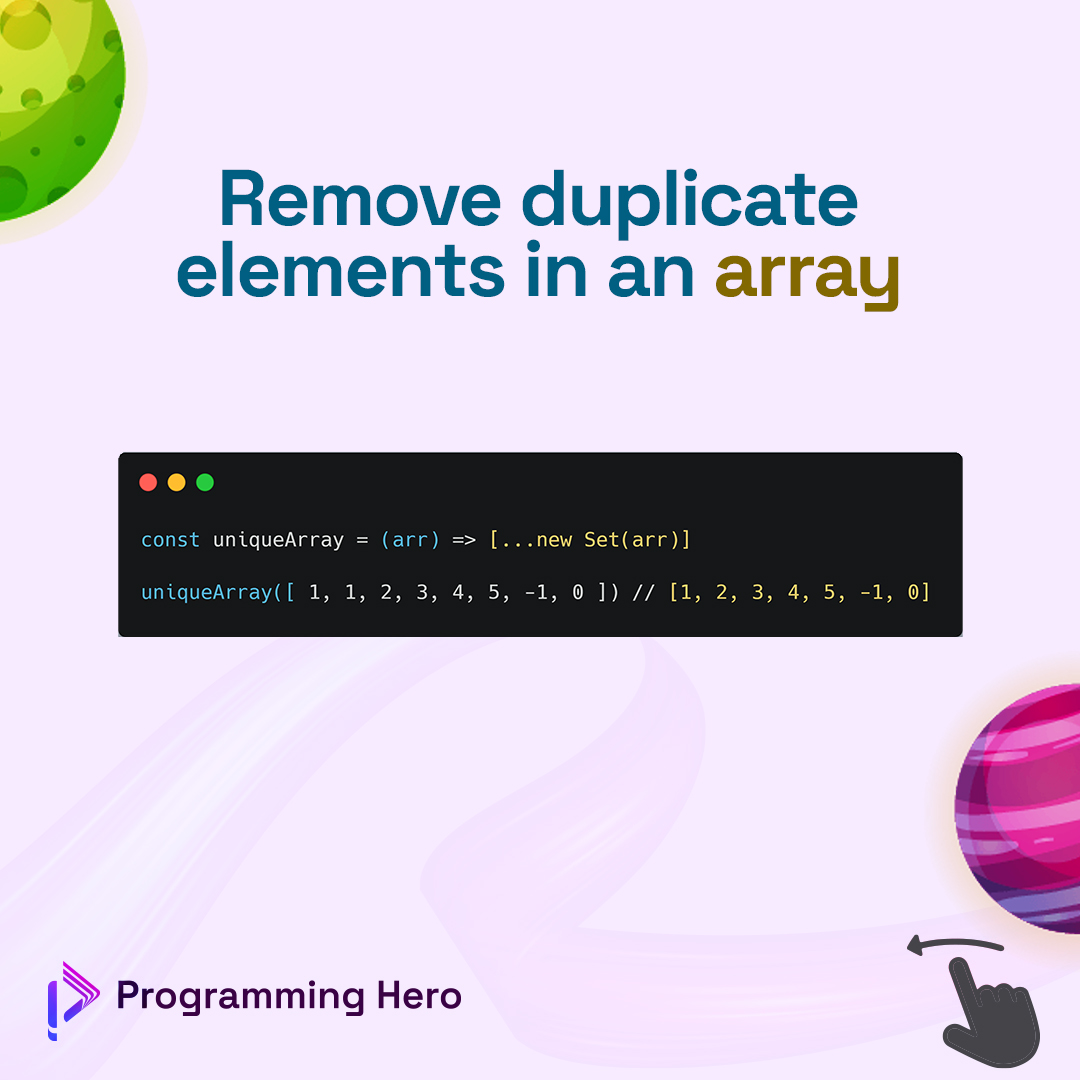 Remove duplicate
elements in an array
const uniqueArray = (arr) => [...new Set(arr)]
uniqueArray([ 1, 1, 2, 3, 4, 5, -1, 0 ]) // [1, 2, 3, 4, 5, -1, 0]
Programming Hero